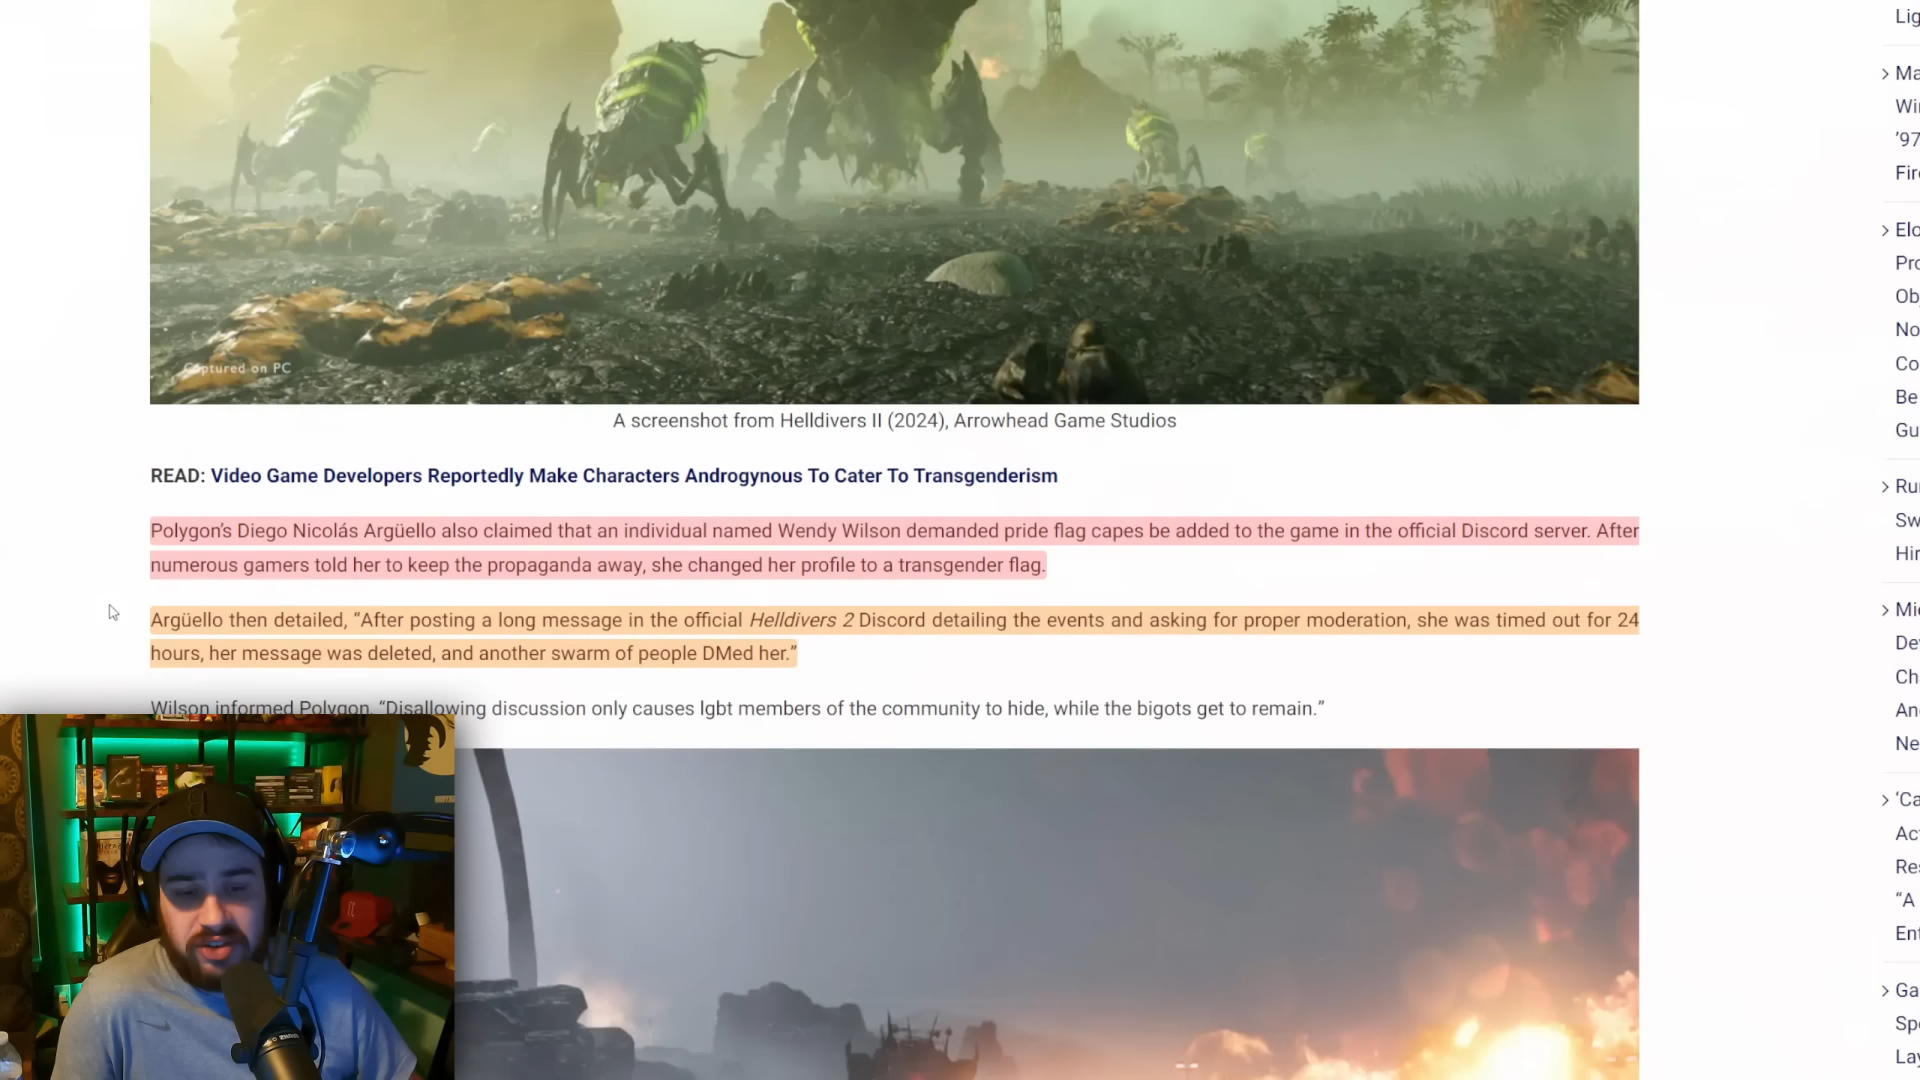 Captured on PC
A screenshot from Helldivers II (2024), Arrowhead Game Studios
READ: Video Game Developers Reportedly Make Characters Androgynous To Cater To Transgenderism
Polygon’s Diego Nicolás Argüello also claimed that an individual named Wendy Wilson demanded pride flag capes be added to the game in the official Discord server. After
numerous gamers told her to keep the propaganda away, she changed her profile to a transgender flag.
Argüello then detailed, “After posting a long message in the official Helldivers 2 Discord detailing the events and asking for proper moderation, she was timed out for 24
hours, her message was deleted, and another swarm of people DMed her.”
Wilson informed Polygon, “Disallowing discussion only causes lgbt members of the community to hide, while the bigots get to remain.”
Lig
Ma
Wi
’97
Fire
Elo
Pro
Ob
No
Co
Be
Gu
Ru
Sw
Hir
Mic
De
Ch
An
Ne
‘Ca
Ac
Re
“A
Ent
Ga
Sp
Lay